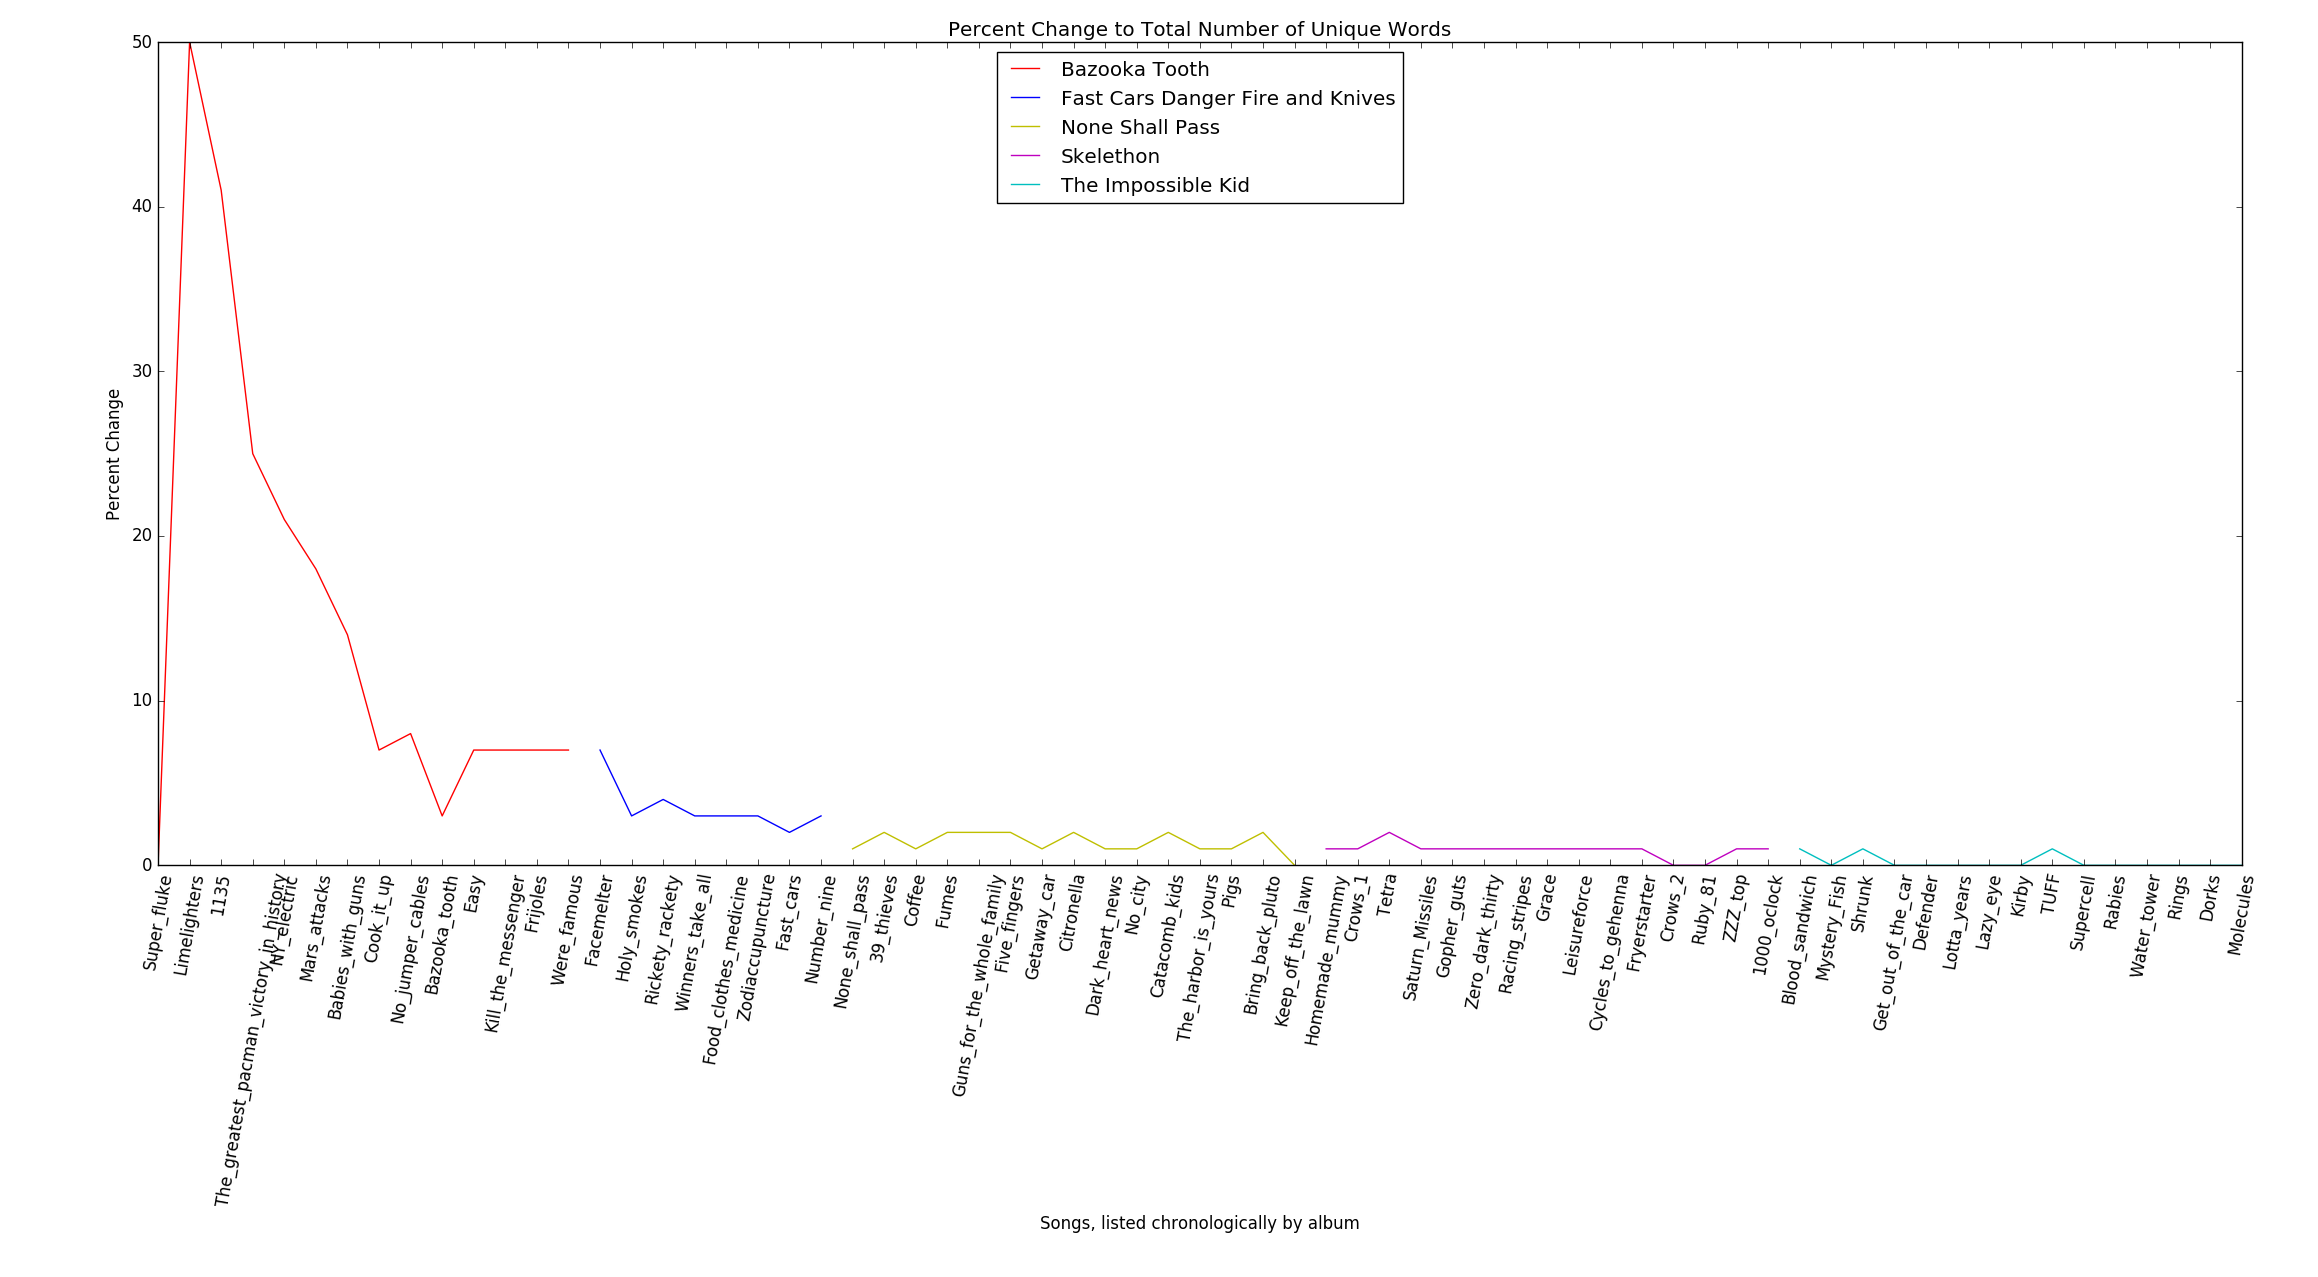 Percent Change to Total Number of Unique Words
Bazooka Tooth
Fast Cars Danger Fire and Knives
None Shall Pass
Skelethon
The Impossible Kid
50
40
30
20
10
0
Percent Change
Super_fluke
Limelighters
1135
The_greatest_pacman_victory_in_history
NY_electric
Mars_attacks
Babies_with_guns
Cook_it_up
No_jumper_cables
Bazooka_tooth
Easy
Kill_the_messenger
Frijoles
Were_famous
Facemelter
Holy_smokes
Rickety_rackety
Winners_take_all
Food_clothes_medicine
Zodiaccupuncture
Fast_cars
Number_nine
None_shall_pass
39_thieves
Coffee
Fumes
Guns_for_the_whole_family
Five_fingers
Getaway_car
Citronella
Dark_heart_news
No_city
Catacomb_kids
The_harbor_is_yours
Pigs
Bring_back_pluto
Keep_off_the_lawn
Homemade_mummy
Crows_1
Tetra
Saturn_Missiles
Gopher_guts
Zero_dark_thirty
Racing_stripes
Grace
Leisureforce
Cycles_to_gehenna
Fryerstarter
Crows_2
Ruby_81
ZZZ_top
1000_oclock
Blood_sandwich
Mystery_Fish
Shrunk
Get_out_of_the_car
Defender
Lotta_years
Lazy_eye
Kirby
TUFF
Supercell
Rabies
Water_tower
Rings
Dorks
Molecules
Songs, listed chronologically by album